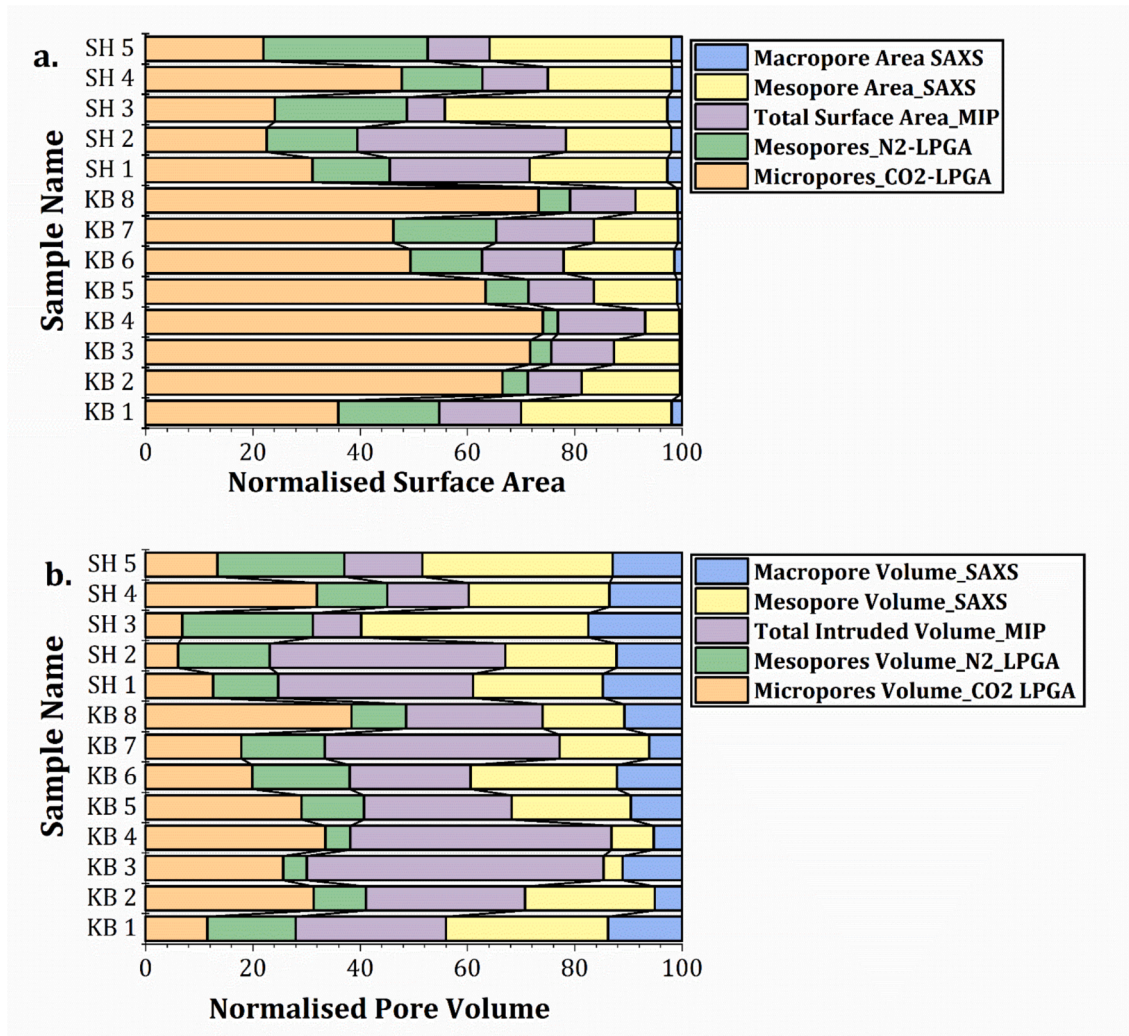 a.
Sample Name
SH 5
SH 4
SH 3
SH 2
SH 1
KB 8
KB 7
KB 6
KB 5
KB 4
KB 3
KB 2
KB 1
0 20 40 60 80 100
Normalised Surface Area
Macropore Area SAXS
Mesopore Area_SAXS
Total Surface Area_MIP
Mesopores_N2-LPGA
Micropores_CO2-LPGA
b.
Sample Name
SH 5
SH 4
SH 3
SH 2
SH 1
KB 8
KB 7
KB 6
KB 5
KB 4
KB 3
KB 2
KB 1
0 20 40 60 80 100
Normalised Pore Volume
Macropore Volume_SAXS
Mesopore Volume_SAXS
Total Intruded Volume_MIP
Mesopores Volume_N2_LPGA
Micropores Volume_CO2 LPGA